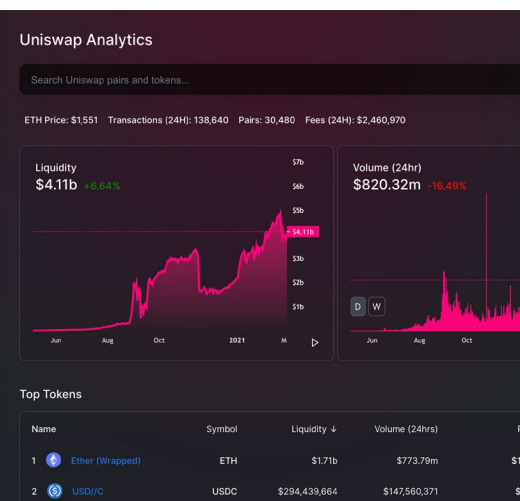 Uniswap Analytics
Search Uniswap pairs and tokens...
ETH Price: $1,551 Transactions (24H): 138,640 Pairs: 30,480 Fees (24H): $2,460,970
Liquidity
$4.11b +6.64%
$7b
$6b
$5b
$4.11b
$3b
$2b
$1b
Jun Aug Oct 2021 M
Volume (24hr)
$820.32m -16.49%
D W
Jun Aug Oct
Top Tokens
Name Symbol Liquidity ↓ Volume (24hrs) P
1 Ether (Wrapped) ETH $1.71b $773.79m $1
2 USD//C USDC $294,439,664 $147,560,371 $